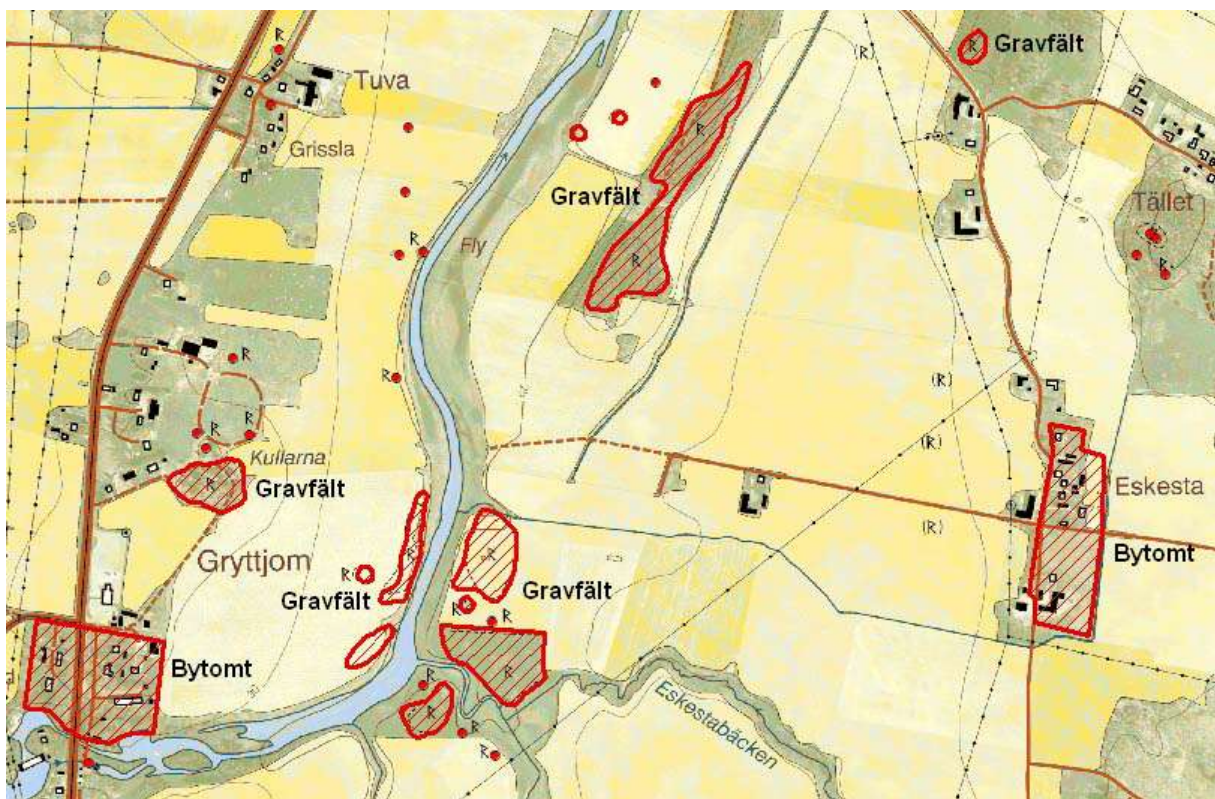 R Gravfält
(R)
Tuva
R
Grissla
Gravfält
Tället
R
Fly
R
R
R
R
(R)
R
R
R
(R)
Kullarna
R
Gravfält
Eskesta
(R)
R
R
Gryttjom
R
Gravfält
Gravfält
Bytomt
R
R
Bytomt
R
R
R
R
R
Eskestabäcken